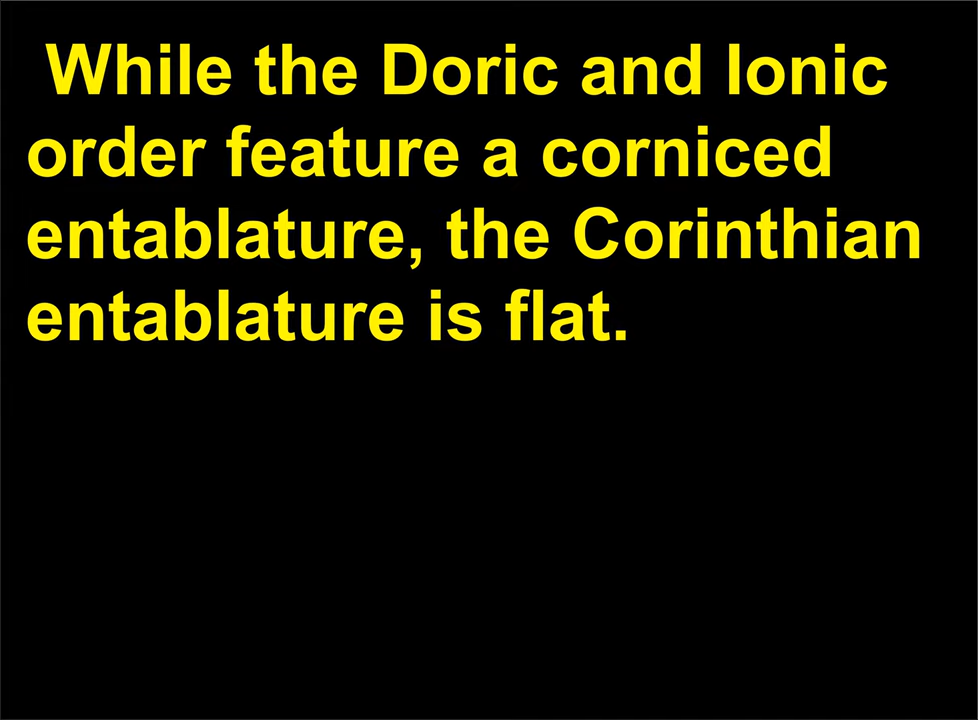 While the Doric and Ionic
order feature a corniced
entablature, the Corinthian
entablature is flat.